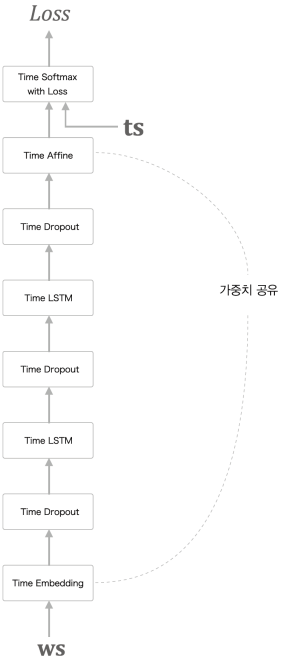 Loss
Time Softmax
with Loss
ts
Time Affine
Time Dropout
가중치 공유
Time LSTM
Time Dropout
Time LSTM
Time Dropout
Time Embedding
ws